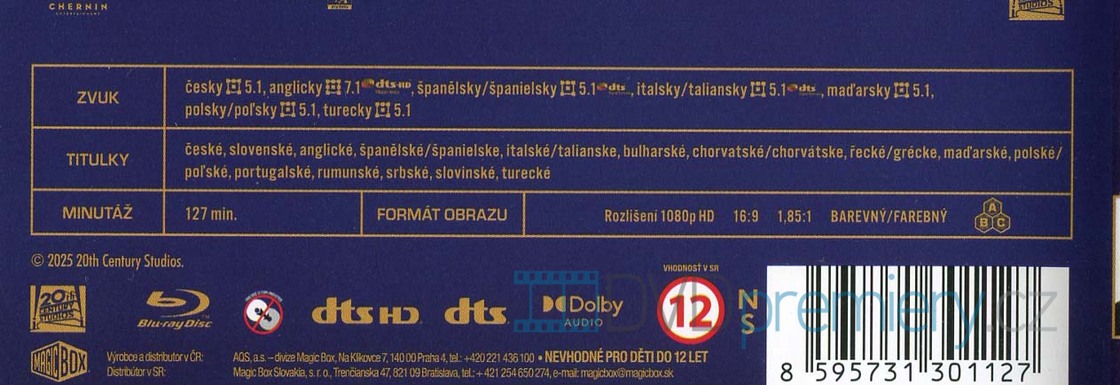 CHERNIN
ZVUK
česky 5.1, anglicky 7.1 dts-HD, španělsky/španielsky 5.1 dts, italsky/taliansky 5.1 dts, maďarsky 5.1,
polsky/poľsky 5.1, turecky 5.1
TITULKY
české, slovenské, anglické, španělské/španielske, italské/talianske, bulharské, chorvatské/chorvátske, řecké/grécke, maďarské, polské/
poľské, portugalské, rumunské, srbské, slovinské, turecké
MINUTÁŽ
127 min.
FORMÁT OBRAZU
Rozlišení 1080p HD 16:9 1,85:1 BAREVNÝ/FAREBNÝ
A
B C
© 2025 20th Century Studios.
VHODNOSŤ V SR
20th CENTURY STUDIOS
Blu-ray Disc
dts HD
dts
Dolby
AUDIO
12
N
S
DVDpremiery.cz
MAGIC BOX
Výrobce a distributor v ČR: AQS, a.s. – divize Magic Box, Na Klikovce 7, 140 00 Praha 4, tel.: +420 221 436 100 • NEVHODNÉ PRO DĚTI DO 12 LET
Distribútor v SR: Magic Box Slovakia, s. r. o., Trenčianska 47, 821 09 Bratislava, tel.: +421 254 650 274, e-mail: magicbox@magicbox.sk
8 595731 301127